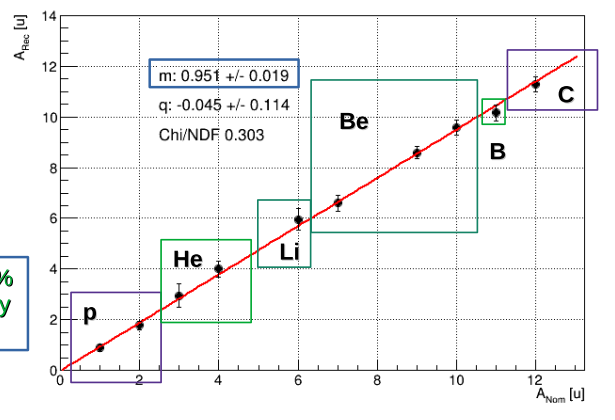 14
A_Rec [u]
12
10
8
6
4
2
0
m: 0.951 +/- 0.019
q: -0.045 +/- 0.114
Chi/NDF 0.303
C
Be
B
Li
He
p
%
y
0 2 4 6 8 10 12
A_Nom [u]